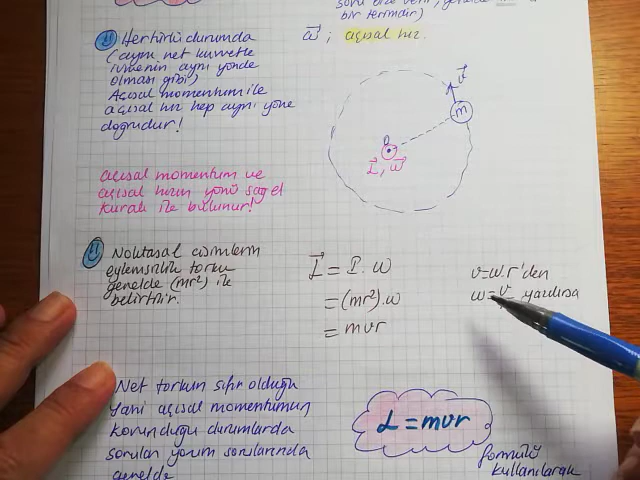 bir terimdir)
Her türlü durumda
(aynı net kuvvetle
ivmenin aynı yönde
olması gibi)
Açısal momentum ile
açısal hız hep aynı yöne
doğrudur!
ω; açısal hız.
v
m
L, ω
açısal momentum ve
açısal hızın yönü sağ el
kuralı ile bulunur!
Noktasal cisimlerin
eylemsizlik torku
genelde (mr²) ile
belirtilir.
L = I. ω
= (mr²).ω
= mvr
v=ω.r'den
ω=v yazılırsa
Net torkun sıfır olduğu
yani açısal momentumun
korunduğu durumlarda
sorulan yorum sorularında
genelde
L = mvr
formülü
kullanılarak